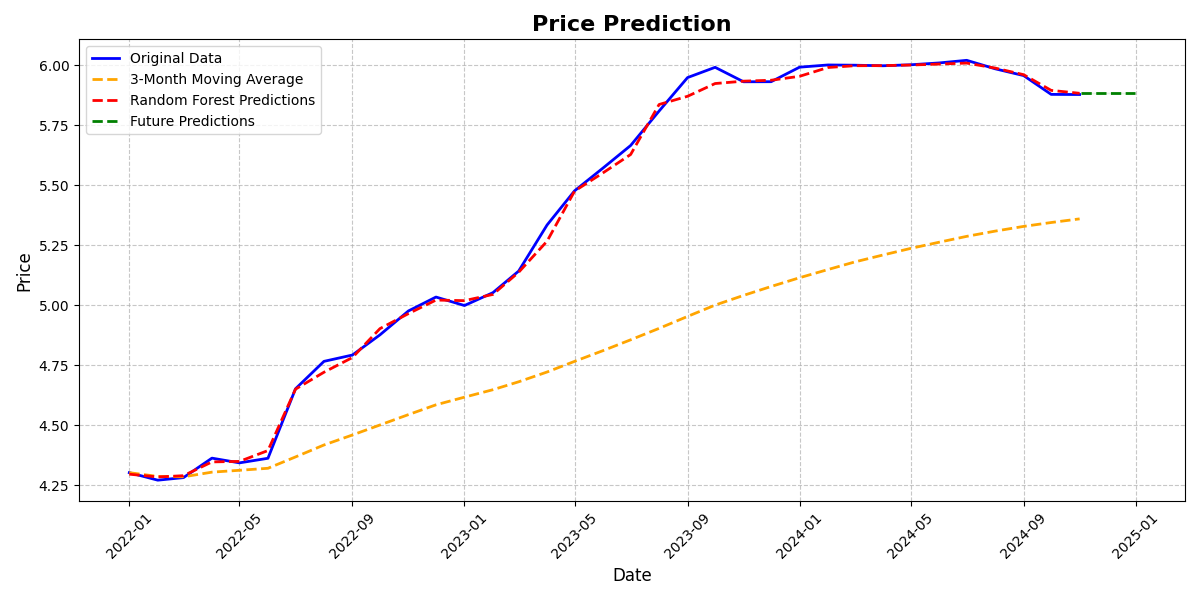 Price Prediction
Original Data
3-Month Moving Average
Random Forest Predictions
Future Predictions
6.00
5.75
5.50
5.25
5.00
4.75
4.50
4.25
Price
2022-01
2022-05
2022-09
2023-01
2023-05
2023-09
2024-01
2024-05
2024-09
2025-01
Date